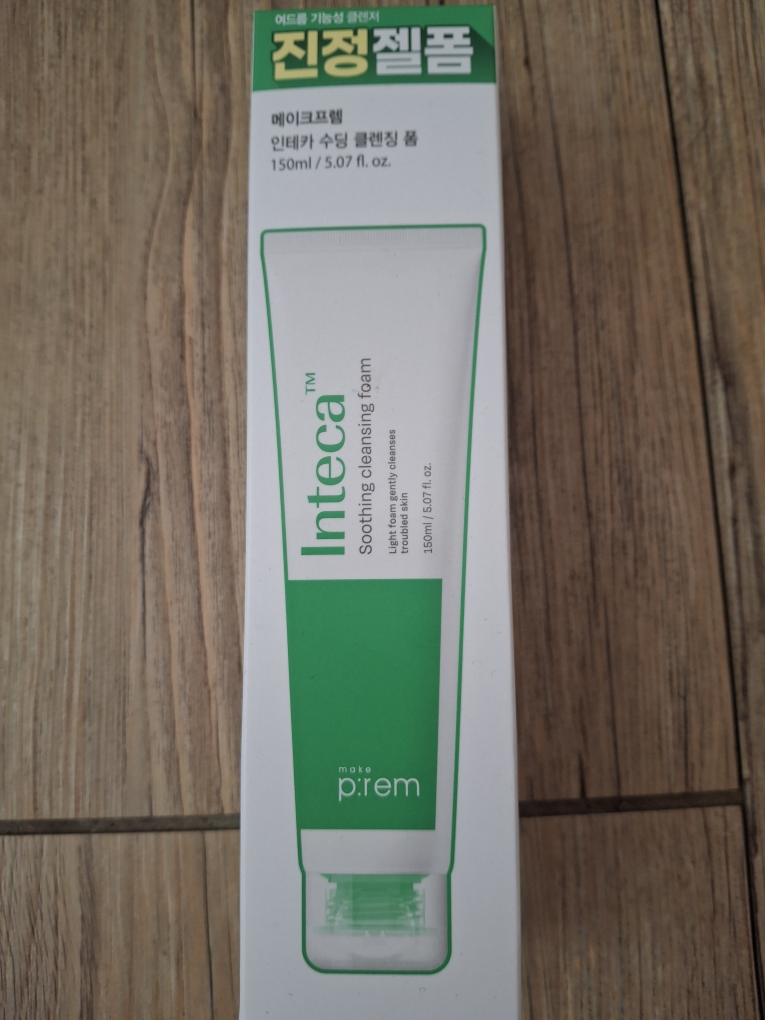 여드름 기능성 클렌저
진정젤폼
메이크프렘
인테카 수딩 클렌징 폼
150ml / 5.07 fl. oz.
Inteca™
Soothing cleansing foam
Light foam gently cleanses
troubled skin
150ml / 5.07 fl. oz.
make
p:rem